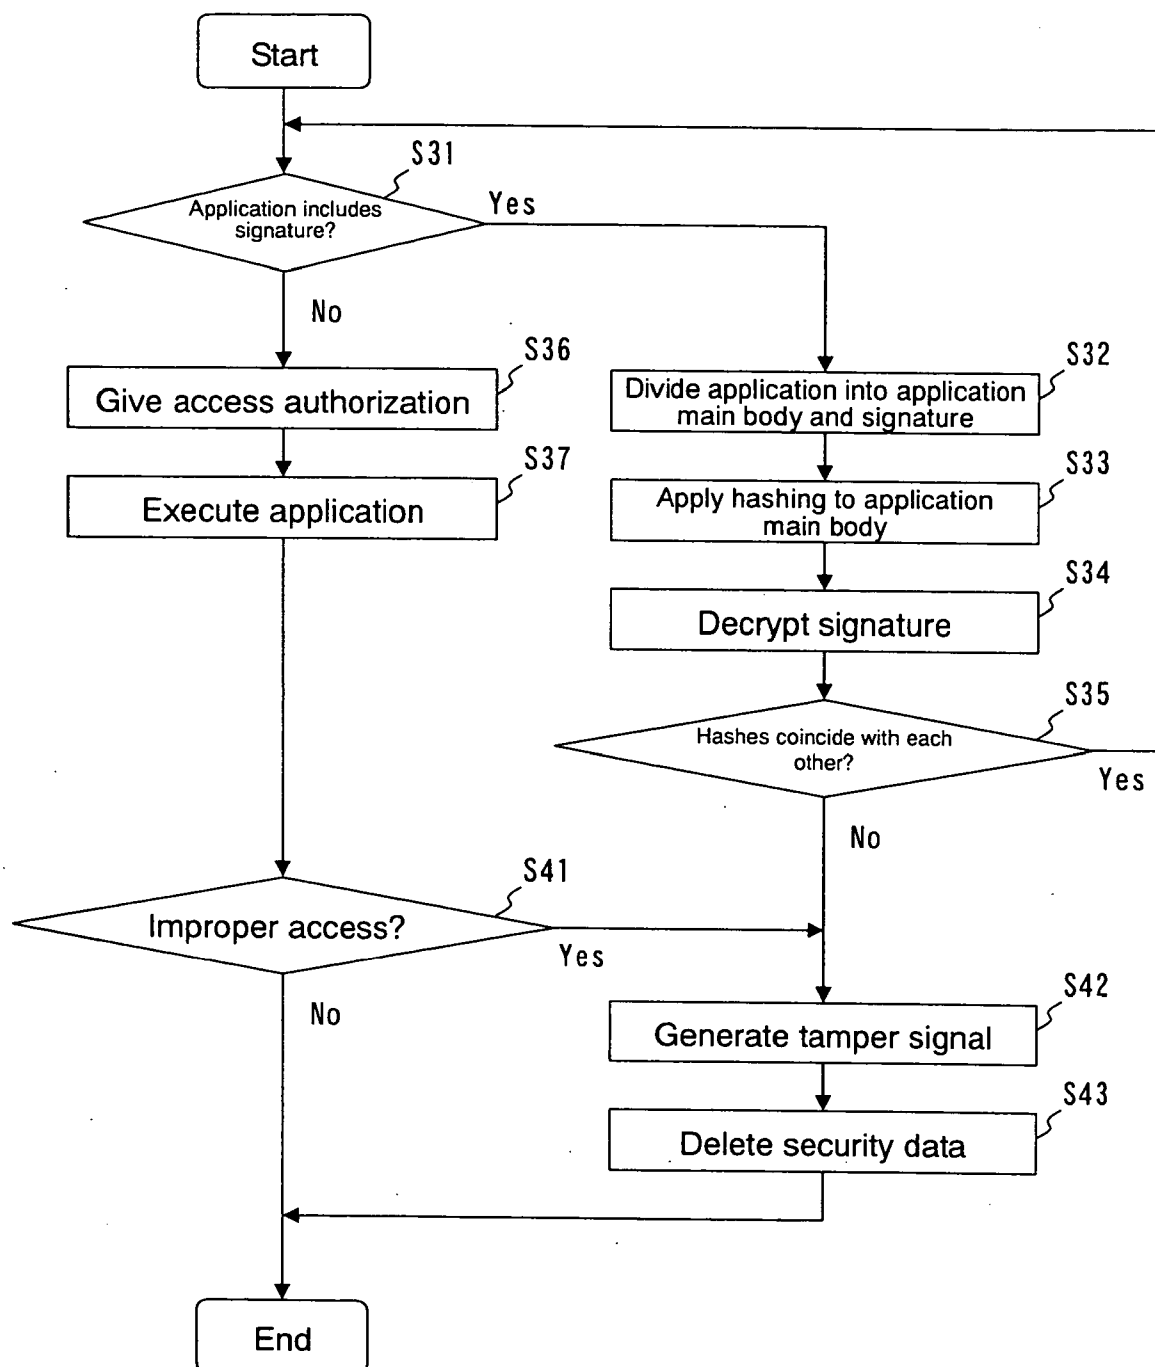 Start
S31
Application includes
signature?
Yes
No
S36
Give access authorization
S32
Divide application into application
main body and signature
S37
Execute application
S33
Apply hashing to application
main body
S34
Decrypt signature
S35
Hashes coincide with each
other?
Yes
No
S41
Improper access?
Yes
No
S42
Generate tamper signal
S43
Delete security data
End